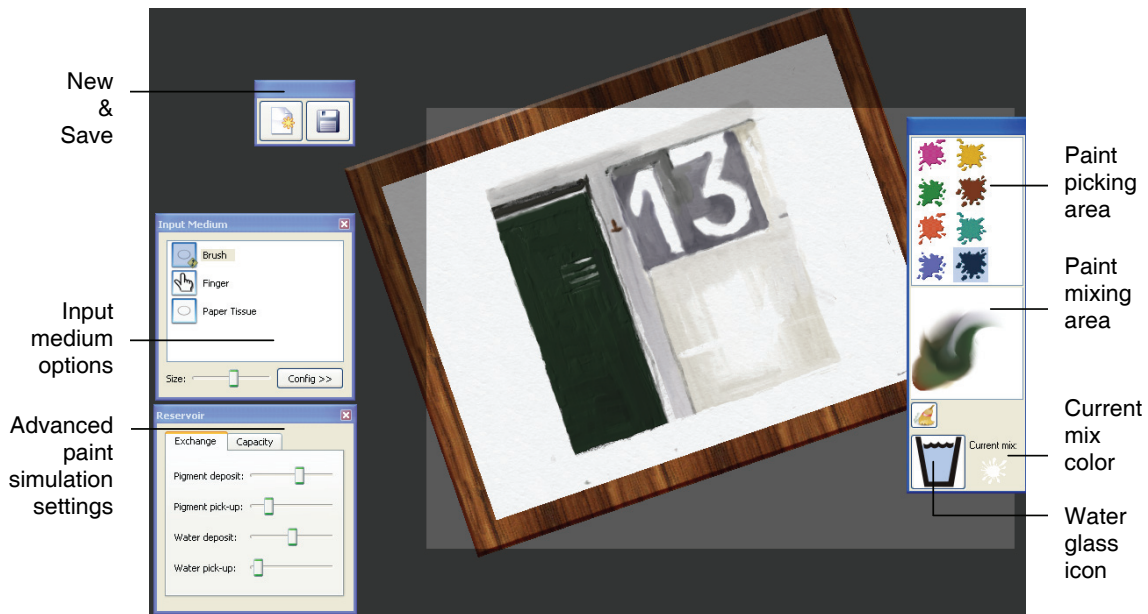 New
&
Save
Input Medium
Brush
Finger
Paper Tissue
Size:
Config >>
Input
medium
options
Reservoir
Exchange
Capacity
Pigment deposit:
Pigment pick-up:
Water deposit:
Water pick-up:
Advanced
paint
simulation
settings
13
Paint
picking
area
Paint
mixing
area
Current mix:
Current
mix
color
Water
glass
icon